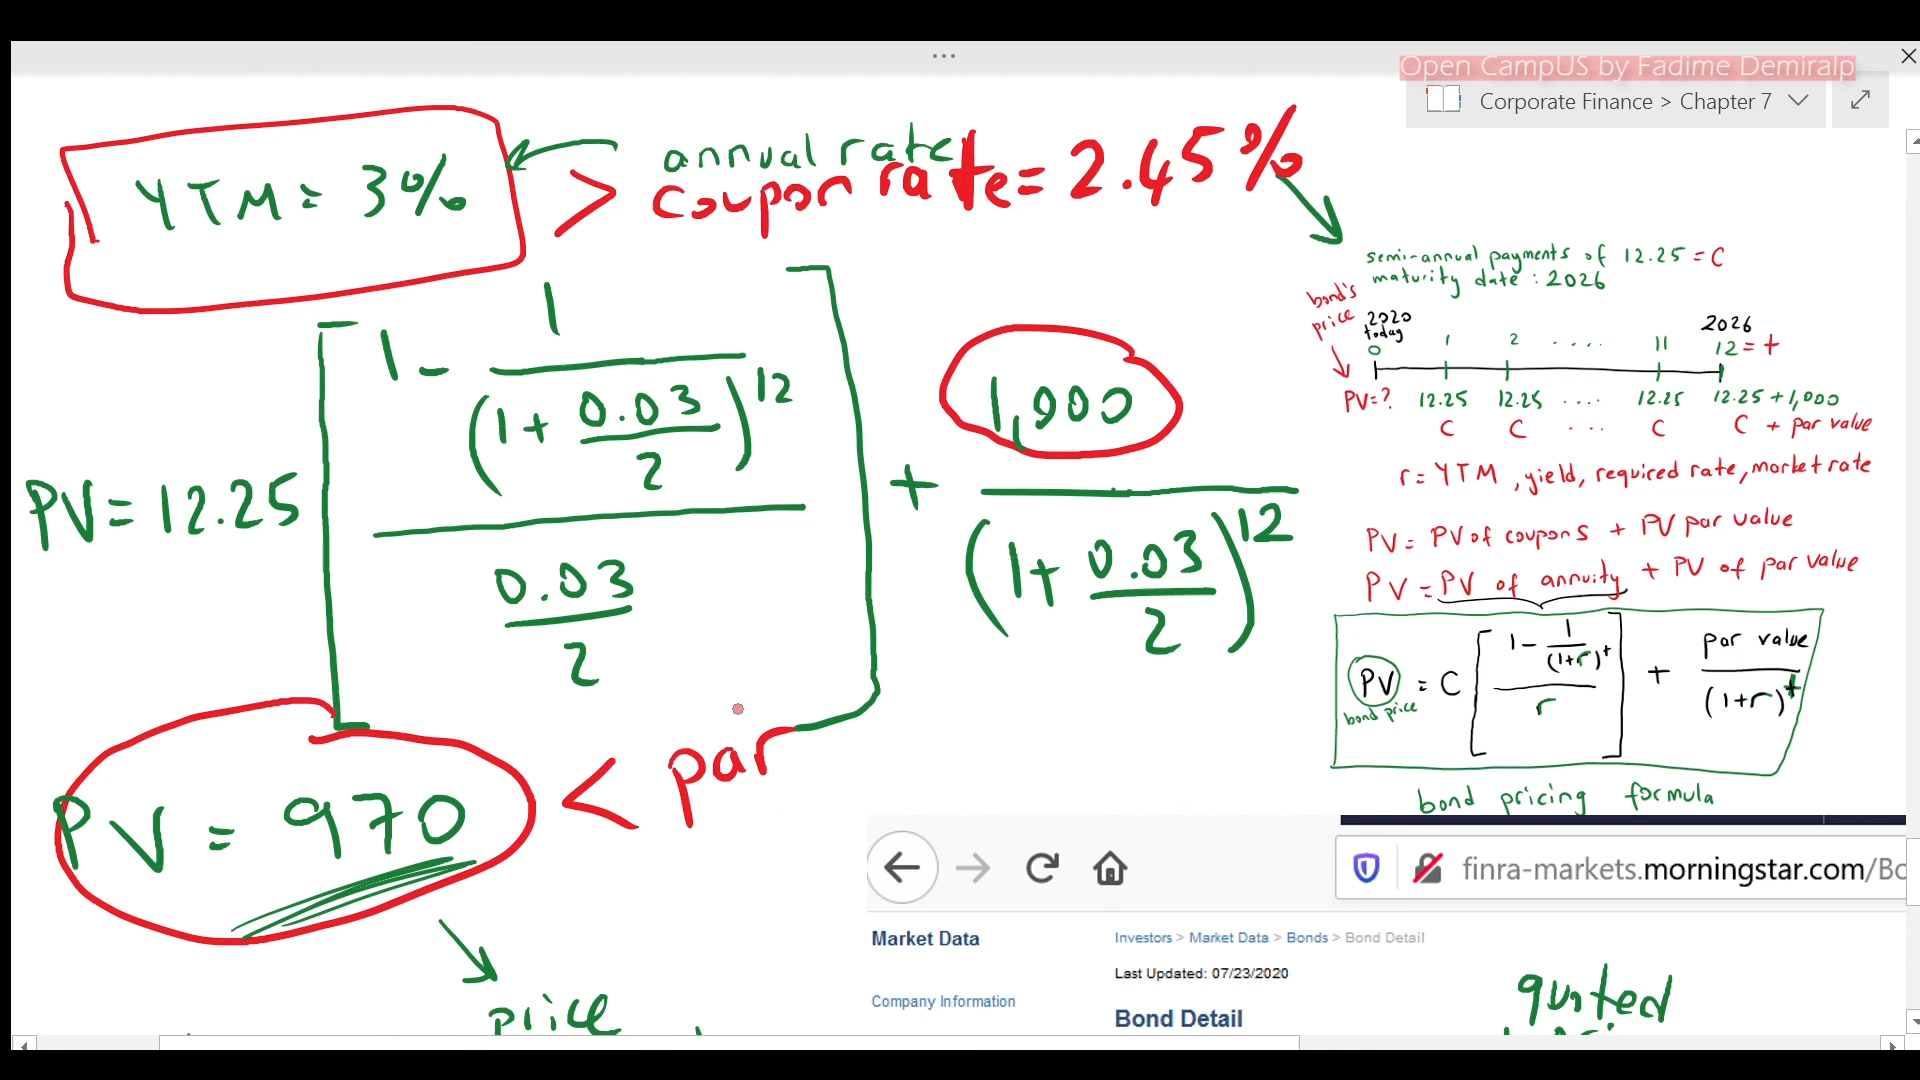 Open CampUS by Fadime Demiralp
Corporate Finance > Chapter 7
YTM = 3%
annual rate
> coupon rate = 2.45%
PV = 12.25 [ 1 - 1 / (1 + 0.03/2)^12 / 0.03/2 ] + 1,000 / (1 + 0.03/2)^12
PV = 970 < par
price
semi-annual payments of 12.25 = C
maturity date : 2026
bond's price
2020
today
2026
0 1 2 ..... 11 12 = t
PV=? 12.25 12.25 .... 12.25 12.25 + 1,000
C C ... C C + par value
r = YTM , yield, required rate, market rate
PV = PV of coupons + PV par value
PV = PV of annuity + PV of par value
PV = C [ 1 - 1 / (1+r)^t / r ] + par value / (1+r)^t
bond price
bond pricing formula
finra-markets.morningstar.com/Bo
Market Data
Investors > Market Data > Bonds > Bond Detail
Last Updated: 07/23/2020
Company Information
Bond Detail
quoted